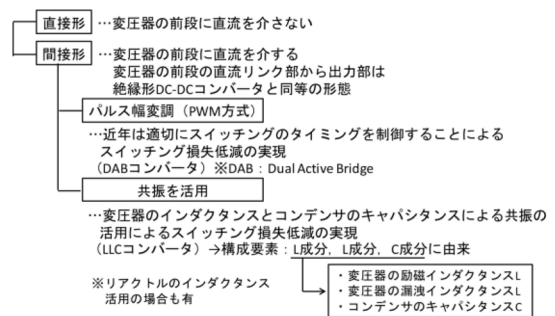 直接形 …変圧器の前段に直流を介さない
間接形 …変圧器の前段に直流を介する
変圧器の前段の直流リンク部から出力部は
絶縁形DC-DCコンバータと同等の形態
パルス幅変調（PWM方式）
…近年は適切にスイッチングのタイミングを制御することによる
スイッチング損失低減の実現
（DABコンバータ）※DAB：Dual Active Bridge
共振を活用
…変圧器のインダクタンスとコンデンサのキャパシタンスによる共振の
活用によるスイッチング損失低減の実現
（LLCコンバータ）→構成要素：L成分，L成分，C成分に由来
※リアクトルのインダクタンス
活用の場合も有
・変圧器の励磁インダクタンスL
・変圧器の漏洩インダクタンスL
・コンデンサのキャパシタンスC